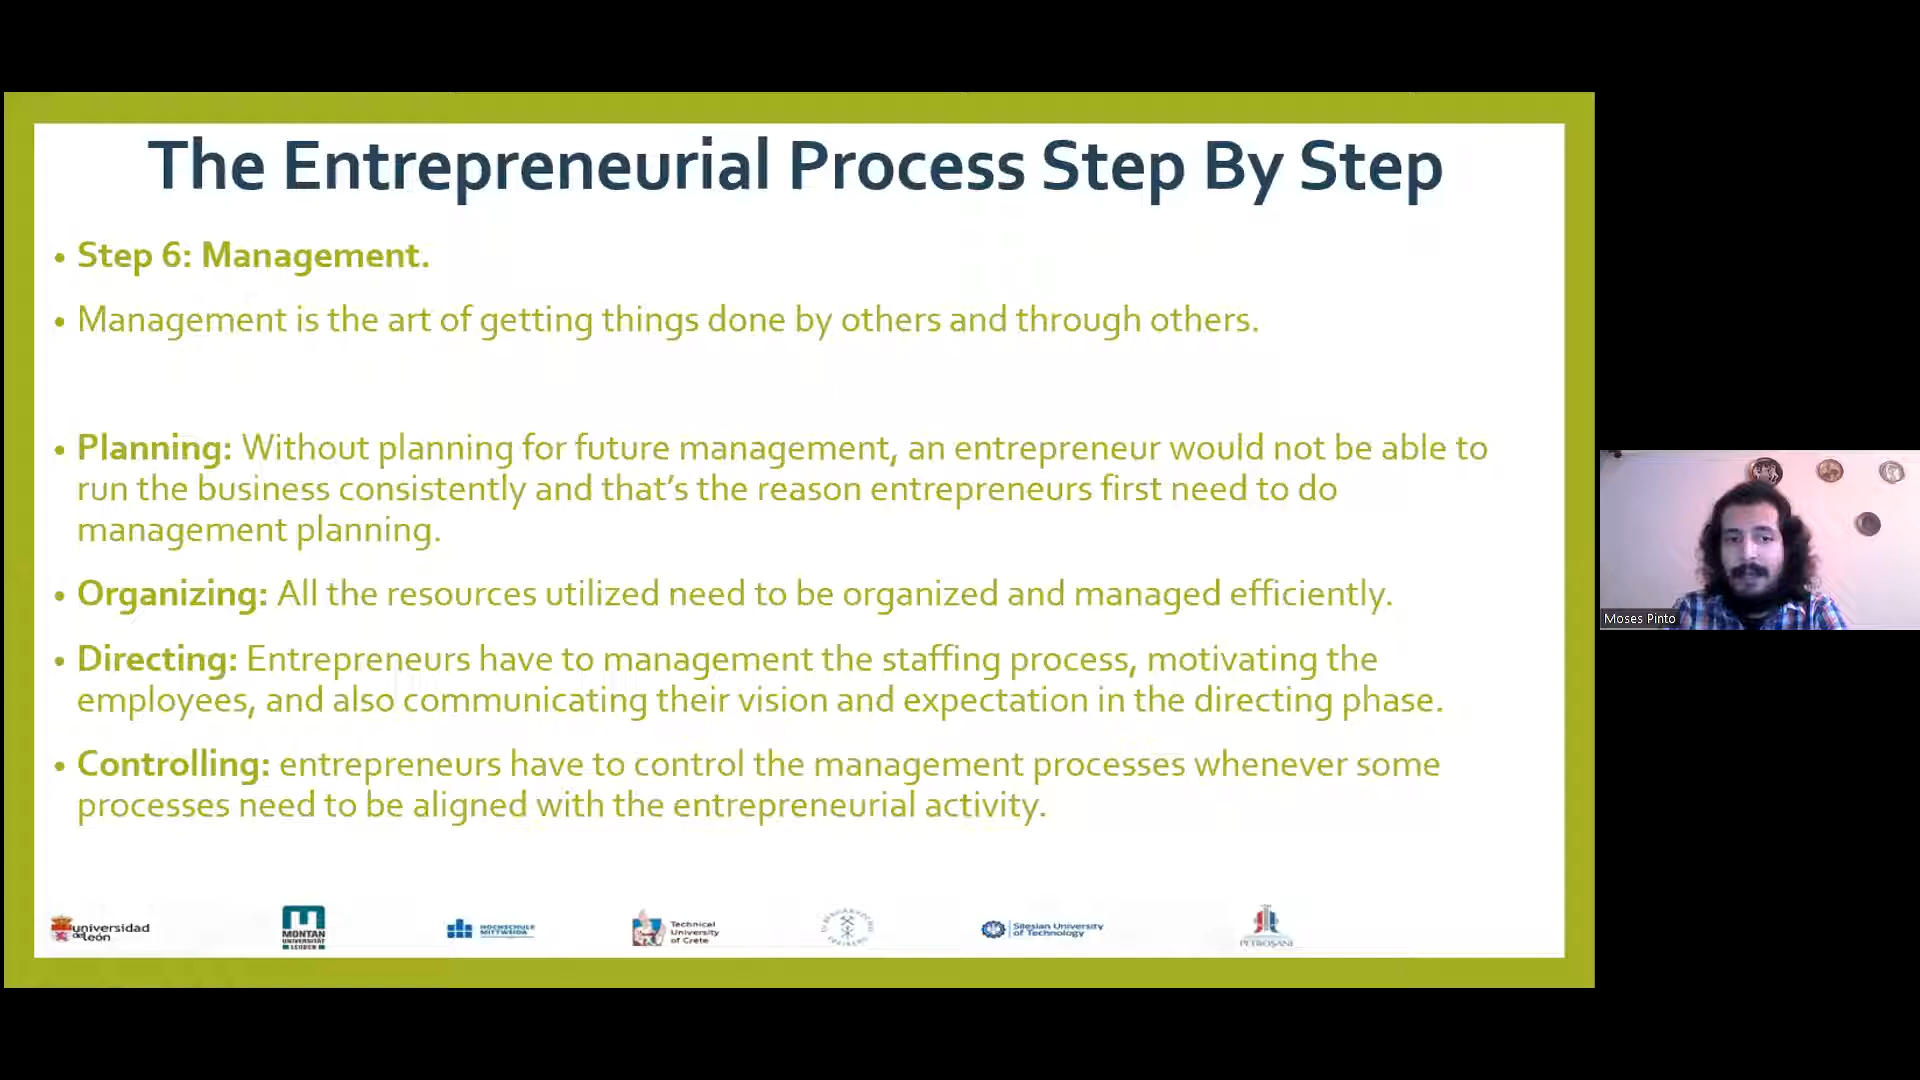 The Entrepreneurial Process Step By Step
• Step 6: Management.
• Management is the art of getting things done by others and through others.
• Planning: Without planning for future management, an entrepreneur would not be able to
run the business consistently and that's the reason entrepreneurs first need to do
management planning.
• Organizing: All the resources utilized need to be organized and managed efficiently.
• Directing: Entrepreneurs have to management the staffing process, motivating the
employees, and also communicating their vision and expectation in the directing phase.
• Controlling: entrepreneurs have to control the management processes whenever some
processes need to be aligned with the entrepreneurial activity.
Moses Pinto
universidad
de león
MONTAN
UNIVERSITÄT
LEOBEN
HOCHSCHULE
MITTWEIDA
Technical
University
of Crete
Silesian University
of Technology
PETROȘANI